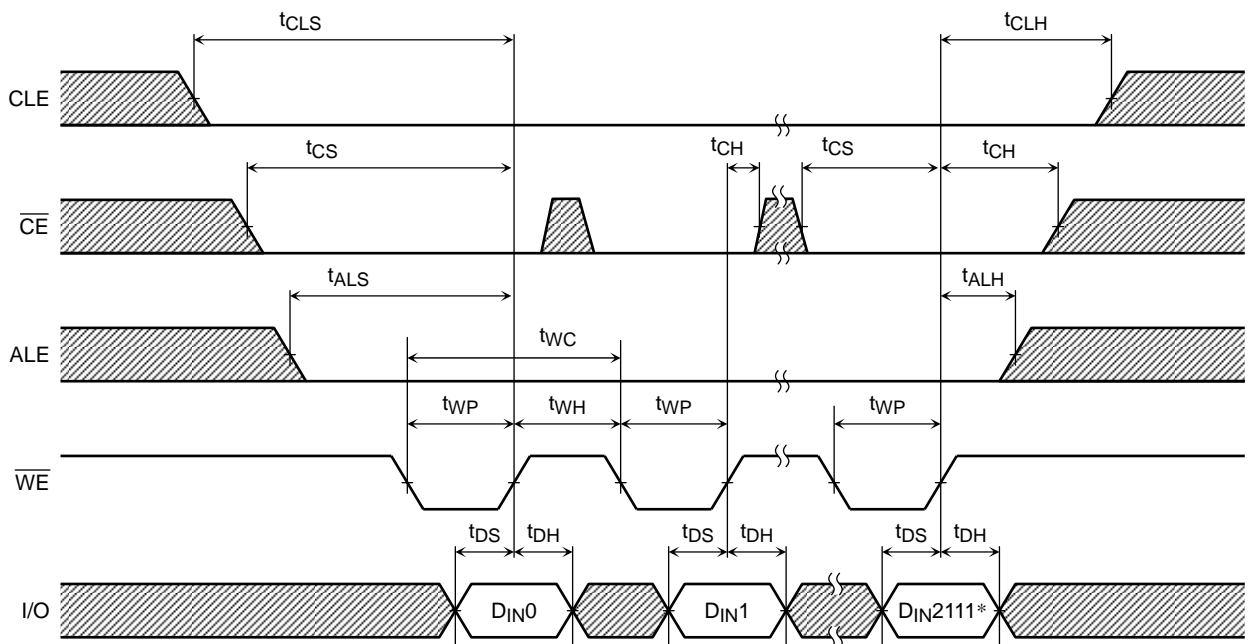 tCLS
tCLH
CLE
tCS
tCH
tCS
tCH
CE
tALS
tALH
ALE
tWC
tWP
tWH
tWP
tWP
WE
tDS
tDH
tDS
tDH
tDS
tDH
I/O
DIN0
DIN1
DIN2111*